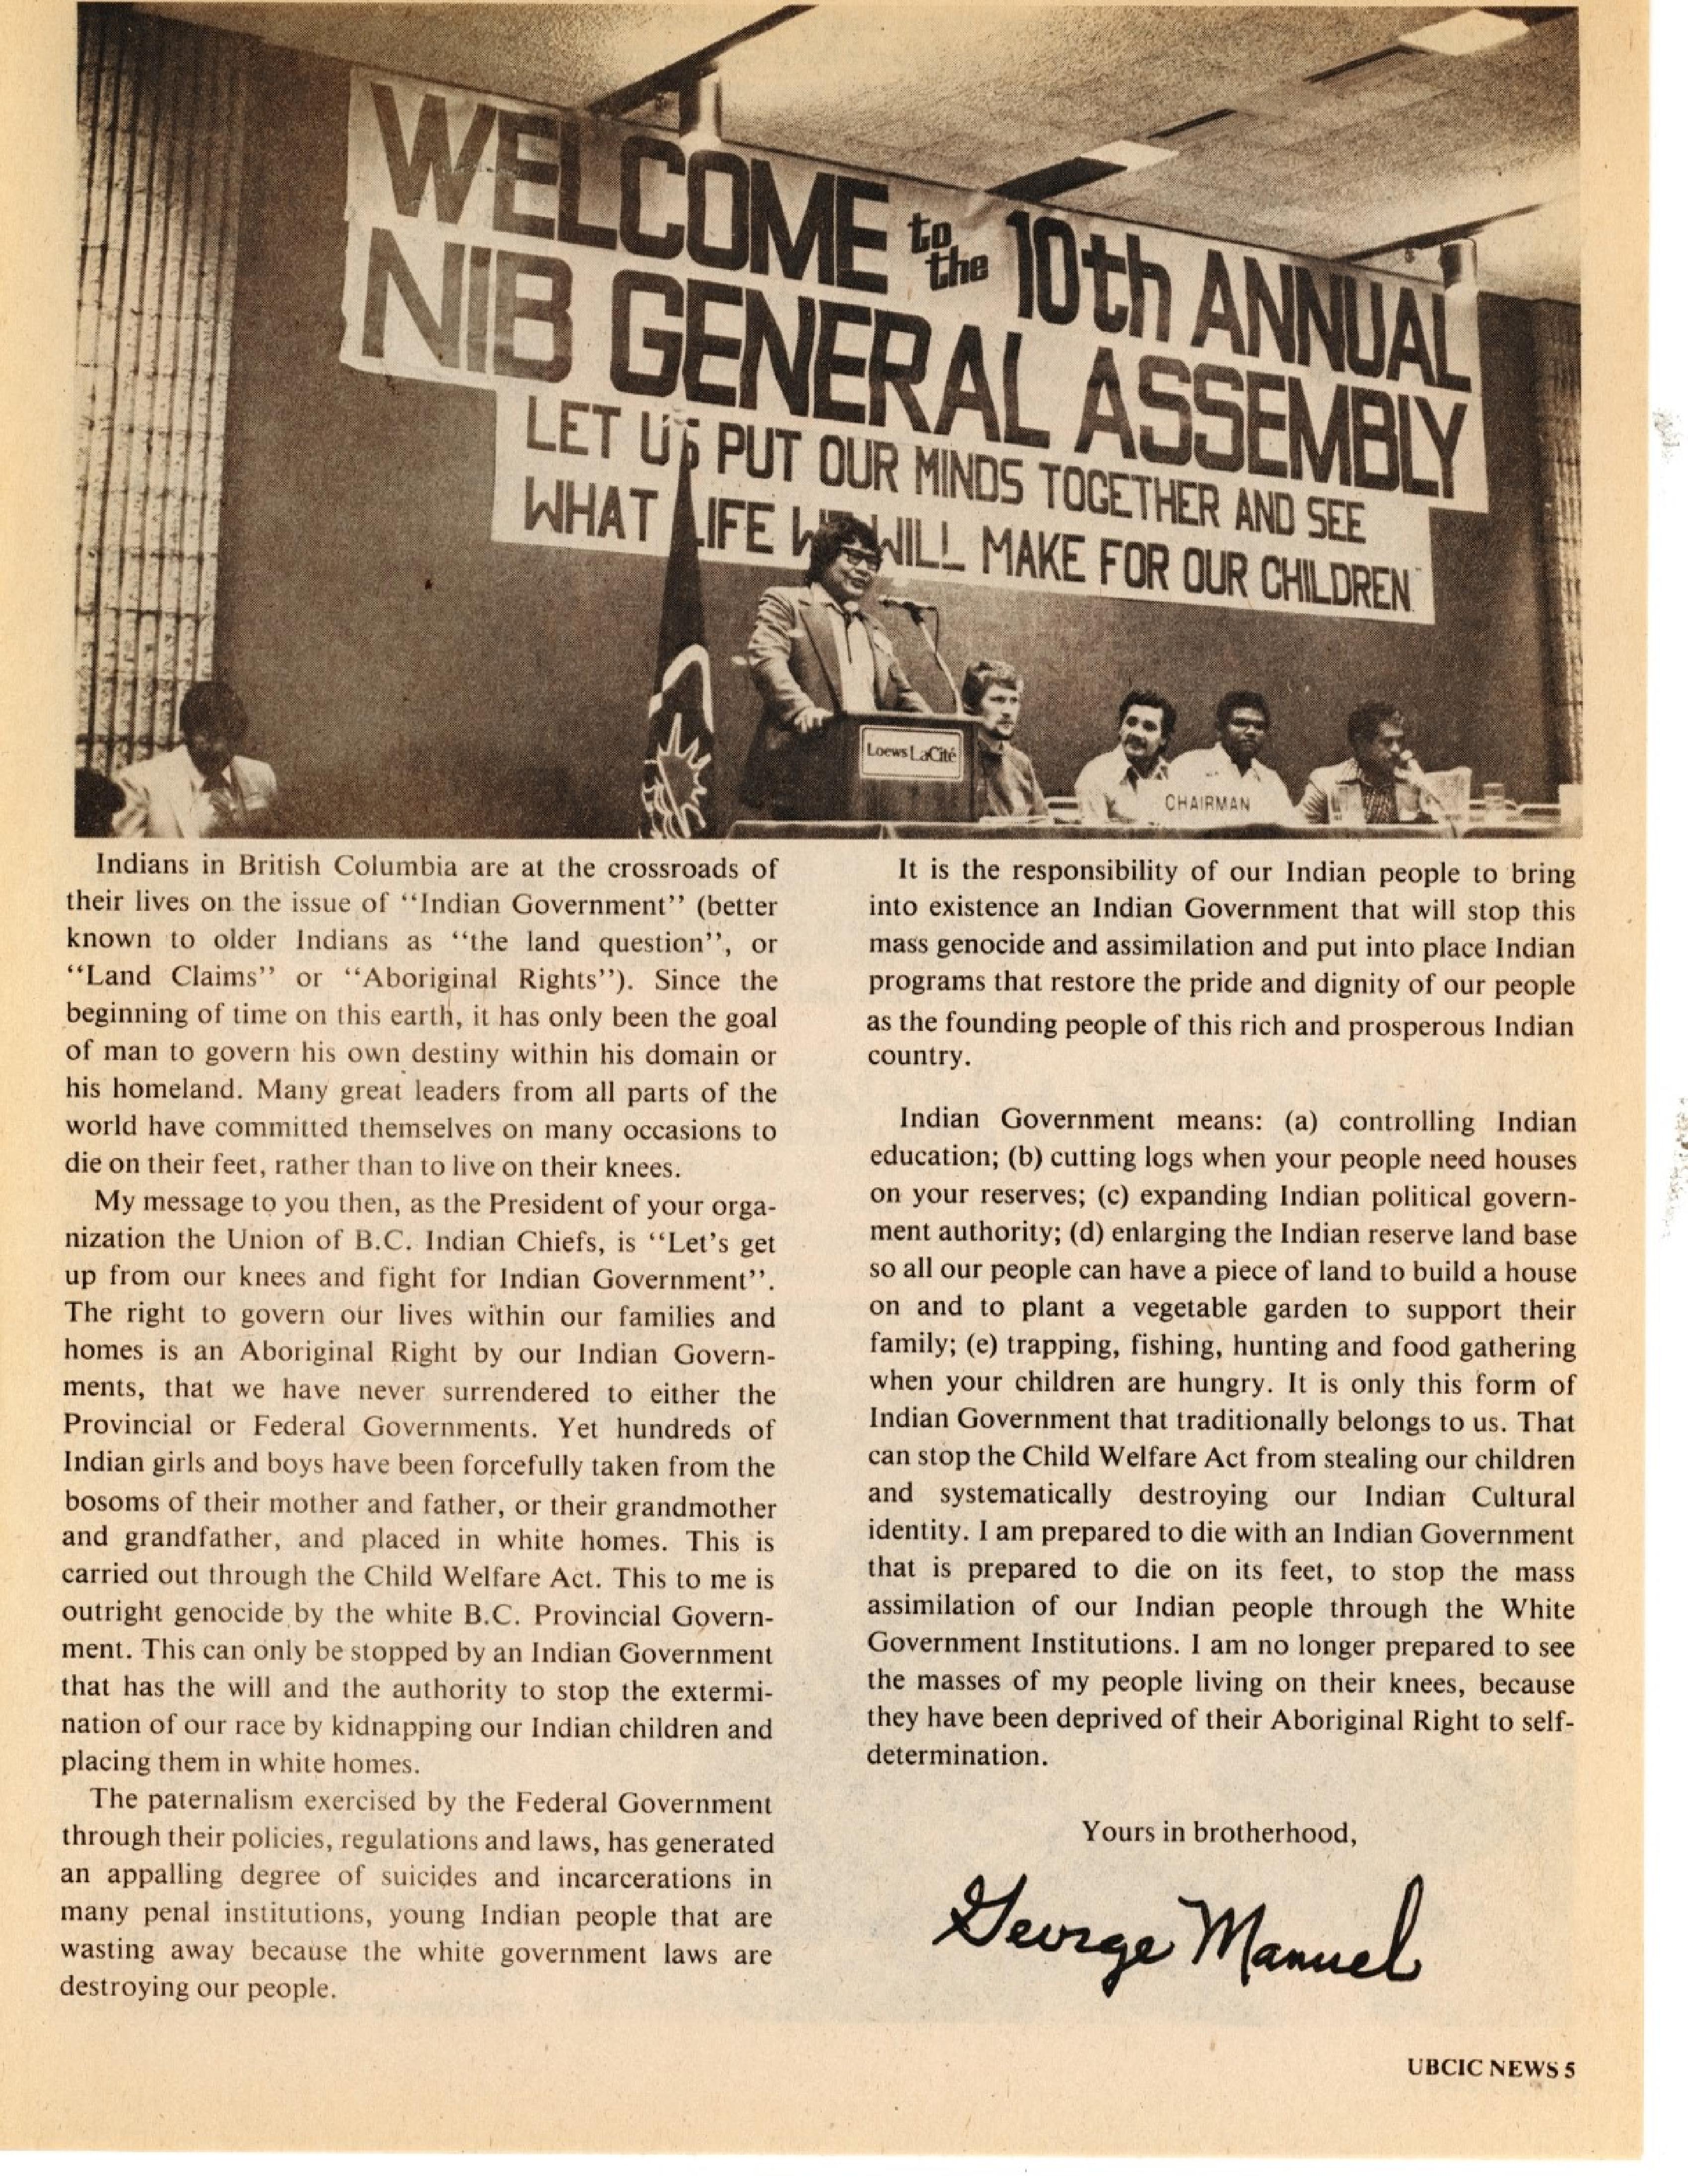 WELCOME to the 10th ANNUAL
NIB GENERAL ASSEMBLY
LET US PUT OUR MINDS TOGETHER AND SEE
WHAT LIFE WE WILL MAKE FOR OUR CHILDREN
Loews LaCité
CHAIRMAN
Indians in British Columbia are at the crossroads of
their lives on the issue of “Indian Government” (better
known to older Indians as “the land question”, or
“Land Claims” or “Aboriginal Rights”). Since the
beginning of time on this earth, it has only been the goal
of man to govern his own destiny within his domain or
his homeland. Many great leaders from all parts of the
world have committed themselves on many occasions to
die on their feet, rather than to live on their knees.
My message to you then, as the President of your orga-
nization the Union of B.C. Indian Chiefs, is “Let’s get
up from our knees and fight for Indian Government”.
The right to govern our lives within our families and
homes is an Aboriginal Right by our Indian Govern-
ments, that we have never surrendered to either the
Provincial or Federal Governments. Yet hundreds of
Indian girls and boys have been forcefully taken from the
bosoms of their mother and father, or their grandmother
and grandfather, and placed in white homes. This is
carried out through the Child Welfare Act. This to me is
outright genocide by the white B.C. Provincial Govern-
ment. This can only be stopped by an Indian Government
that has the will and the authority to stop the extermi-
nation of our race by kidnapping our Indian children and
placing them in white homes.
The paternalism exercised by the Federal Government
through their policies, regulations and laws, has generated
an appalling degree of suicides and incarcerations in
many penal institutions, young Indian people that are
wasting away because the white government laws are
destroying our people.
It is the responsibility of our Indian people to bring
into existence an Indian Government that will stop this
mass genocide and assimilation and put into place Indian
programs that restore the pride and dignity of our people
as the founding people of this rich and prosperous Indian
country.
Indian Government means: (a) controlling Indian
education; (b) cutting logs when your people need houses
on your reserves; (c) expanding Indian political govern-
ment authority; (d) enlarging the Indian reserve land base
so all our people can have a piece of land to build a house
on and to plant a vegetable garden to support their
family; (e) trapping, fishing, hunting and food gathering
when your children are hungry. It is only this form of
Indian Government that traditionally belongs to us. That
can stop the Child Welfare Act from stealing our children
and systematically destroying our Indian Cultural
identity. I am prepared to die with an Indian Government
that is prepared to die on its feet, to stop the mass
assimilation of our Indian people through the White
Government Institutions. I am no longer prepared to see
the masses of my people living on their knees, because
they have been deprived of their Aboriginal Right to self-
determination.
Yours in brotherhood,
George Manuel
UBCIC NEWS 5